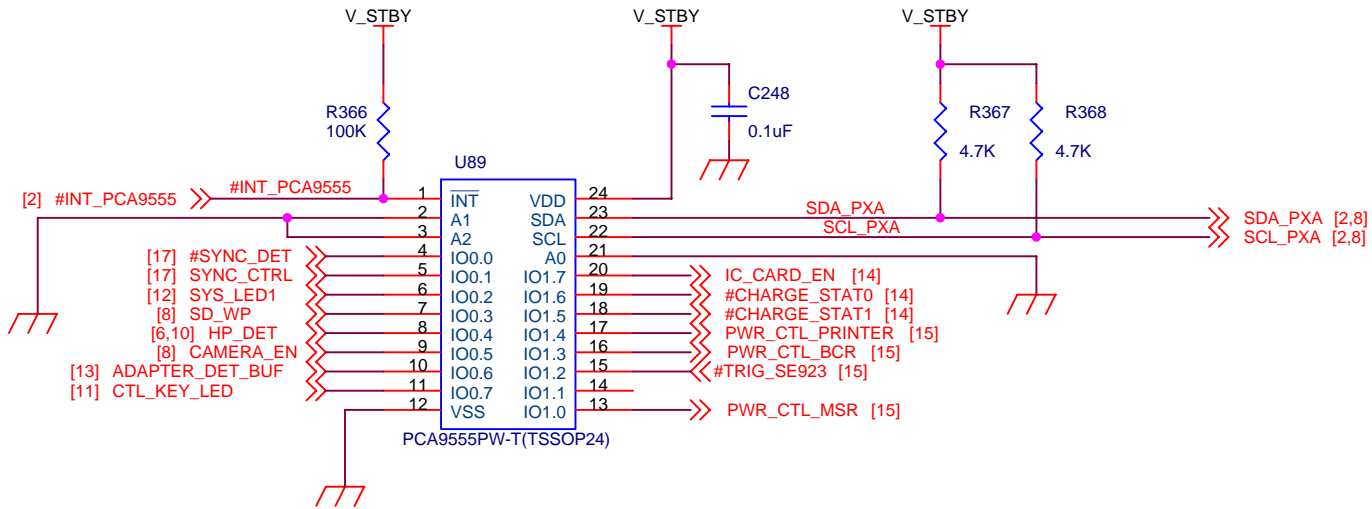 V_STBY V_STBY V_STBY
R366
100K
C248
0.1uF
R367 R368
4.7K 4.7K
U89
[2] #INT_PCA9555 #INT_PCA9555 1 INT VDD 24
2 A1 SDA 23 SDA_PXA SDA_PXA [2,8]
3 A2 SCL 22 SCL_PXA SCL_PXA [2,8]
[17] #SYNC_DET 4 IO0.0 A0 21
[17] SYNC_CTRL 5 IO0.1 IO1.7 20 IC_CARD_EN [14]
[12] SYS_LED1 6 IO0.2 IO1.6 19 #CHARGE_STAT0 [14]
[8] SD_WP 7 IO0.3 IO1.5 18 #CHARGE_STAT1 [14]
[6,10] HP_DET 8 IO0.4 IO1.4 17 PWR_CTL_PRINTER [15]
[8] CAMERA_EN 9 IO0.5 IO1.3 16 PWR_CTL_BCR [15]
[13] ADAPTER_DET_BUF 10 IO0.6 IO1.2 15 #TRIG_SE923 [15]
[11] CTL_KEY_LED 11 IO0.7 IO1.1 14
12 VSS IO1.0 13 PWR_CTL_MSR [15]
PCA9555PW-T(TSSOP24)